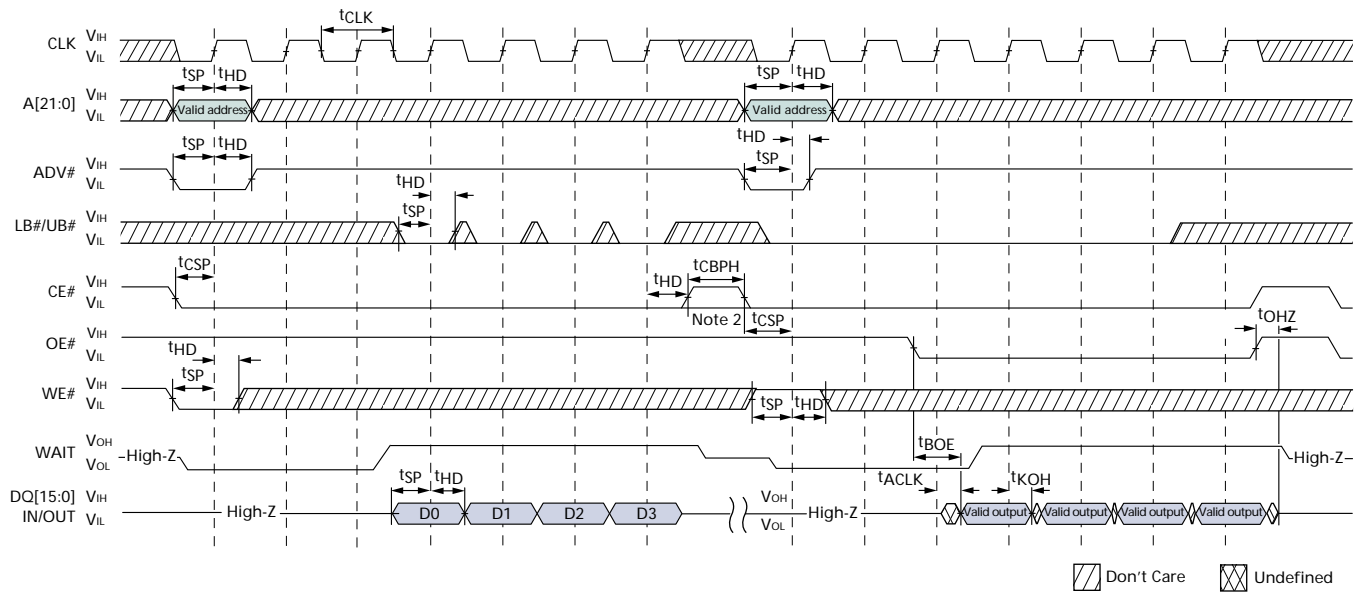 tCLK
CLK VIH
VIL
tSP tHD tSP tHD
A[21:0] VIH
VIL
Valid address Valid address
tSP tHD tHD
tSP
ADV# VIH
VIL
tHD
tSP
LB#/UB# VIH
VIL
tCSP tHD tCBPH
CE# VIH
VIL
Note 2 tCSP
tOHZ
OE# VIH
VIL
tHD
tSP
WE# VIH
VIL
tSP tHD
tBOE
WAIT VOH
VOL
High-Z High-Z
tSP tHD tACLK tKOH
DQ[15:0] VIH
IN/OUT VIL
High-Z D0 D1 D2 D3 VOH
VOL
High-Z Valid output Valid output Valid output Valid output
Don't Care Undefined